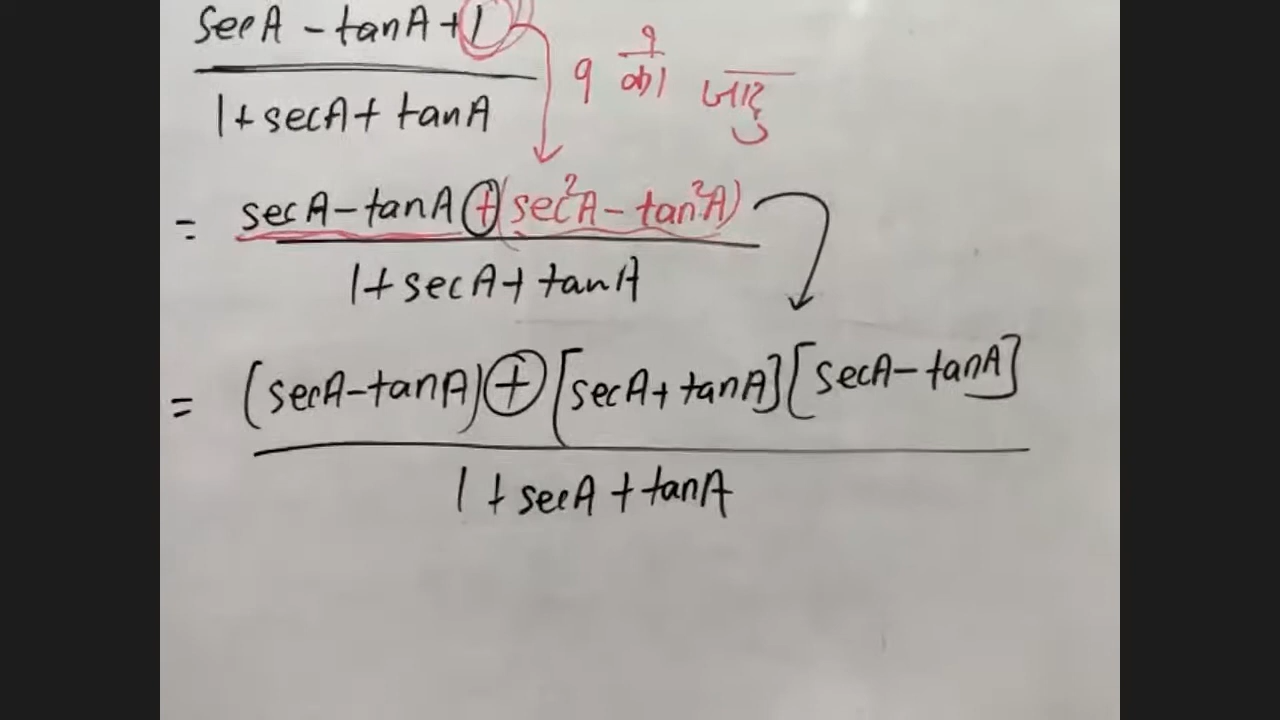 secA - tanA + 1
1 + secA + tanA
१ का जादु
= secA - tanA + (sec²A - tan²A)
1 + secA + tanA
= (secA - tanA) + [secA + tanA] [secA - tanA]
1 + secA + tanA